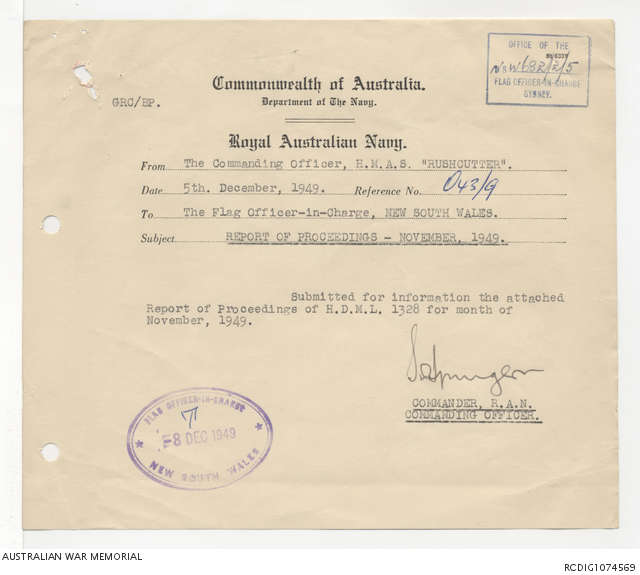 OFFICE OF THE
NSW 682/2/5
FLAG OFFICER-IN-CHARGE
SYDNEY.
Commonwealth of Australia.
GRC/BP.
Department of The Navy.
Royal Australian Navy.
From The Commanding Officer, H.M.A.S. "RUSHCUTTER".
Date 5th. December, 1949. Reference No. 043/9
To The Flag Officer-in-Charge, NEW SOUTH WALES.
Subject REPORT OF PROCEEDINGS - NOVEMBER, 1949.
Submitted for information the attached
Report of Proceedings of H.D.M.L. 1328 for month of
November, 1949.
COMMANDER, R.A.N.
COMMANDING OFFICER.
FLAG OFFICER-IN-CHARGE
8 DEC 1949
NEW SOUTH WALES
AUSTRALIAN WAR MEMORIAL
RCDIG1074569